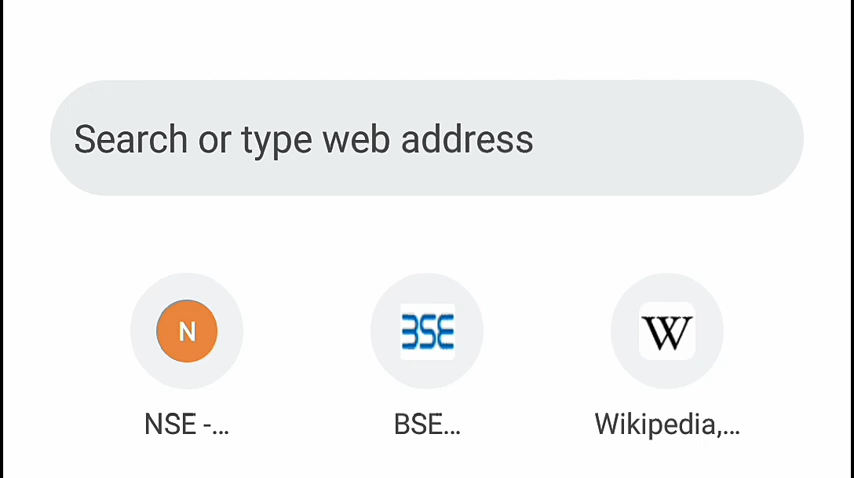 Search or type web address
N
BSE
W
NSE -...
BSE...
Wikipedia,...